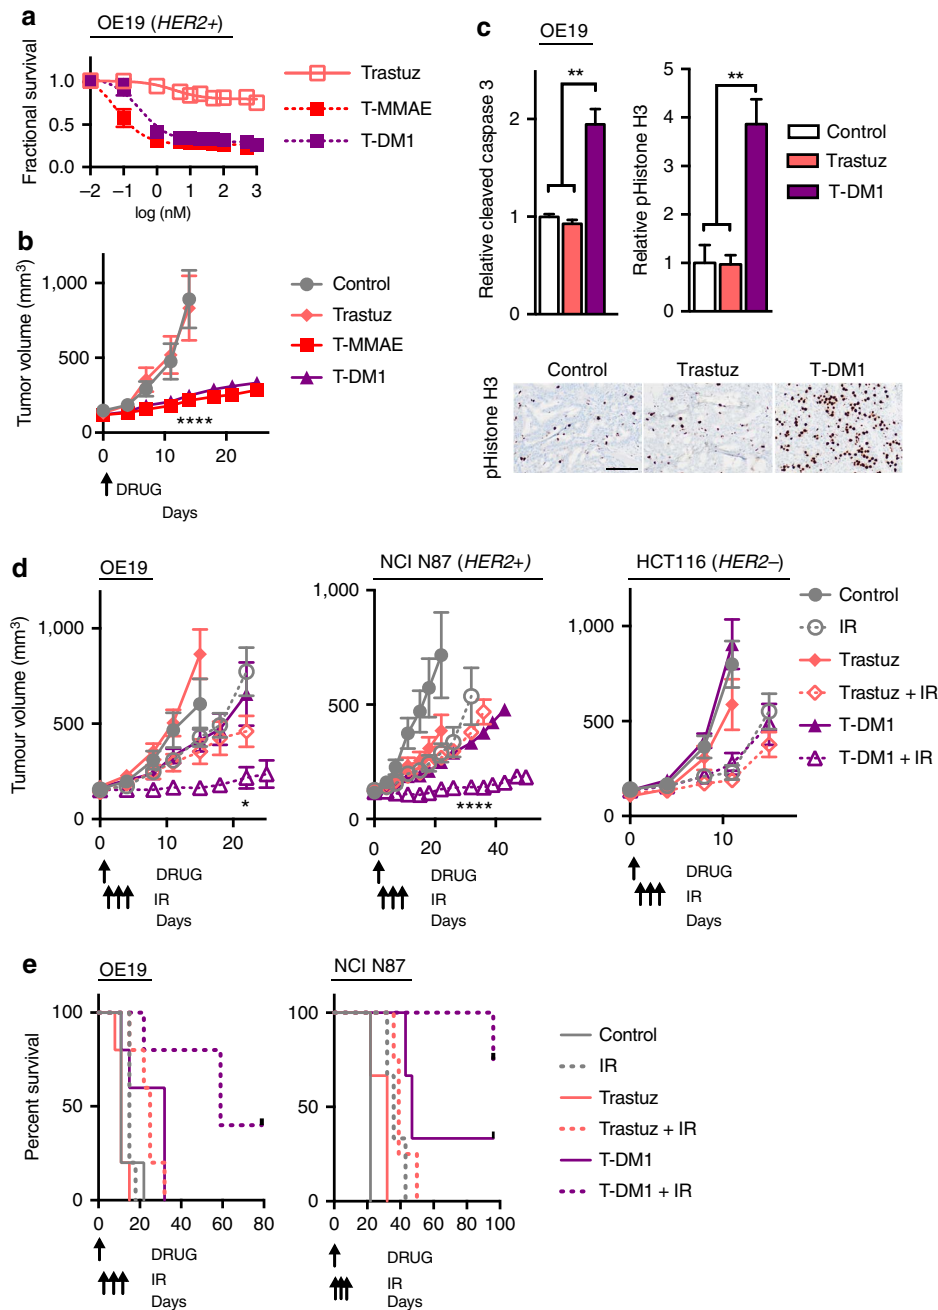 a
OE19 (HER2+)
Fractional survival
1.0
0.5
0.0
−2 −1 0 1 2 3
log (nM)
Trastuz
T-MMAE
T-DM1
b
Tumor volume (mm3)
1,000
500
0
0 10 20
****
DRUG
Days
Control
Trastuz
T-MMAE
T-DM1
c
OE19
Relative cleaved caspase 3
2
1
0
**
Relative pHistone H3
5
4
3
2
1
0
**
Control
Trastuz
T-DM1
Control Trastuz T-DM1
pHistone H3
d
OE19
Tumour volume (mm3)
1,000
500
0
0 10 20
*
DRUG
IR
Days
NCI N87 (HER2+)
1,000
500
0
0 20 40
****
DRUG
IR
Days
HCT116 (HER2−)
1,000
500
0
0 10
DRUG
IR
Days
Control
IR
Trastuz
Trastuz + IR
T-DM1
T-DM1 + IR
e
OE19
Percent survival
100
50
0
0 20 40 60 80
DRUG
IR
Days
NCI N87
100
50
0
0 20 40 60 80 100
DRUG
IR
Days
Control
IR
Trastuz
Trastuz + IR
T-DM1
T-DM1 + IR